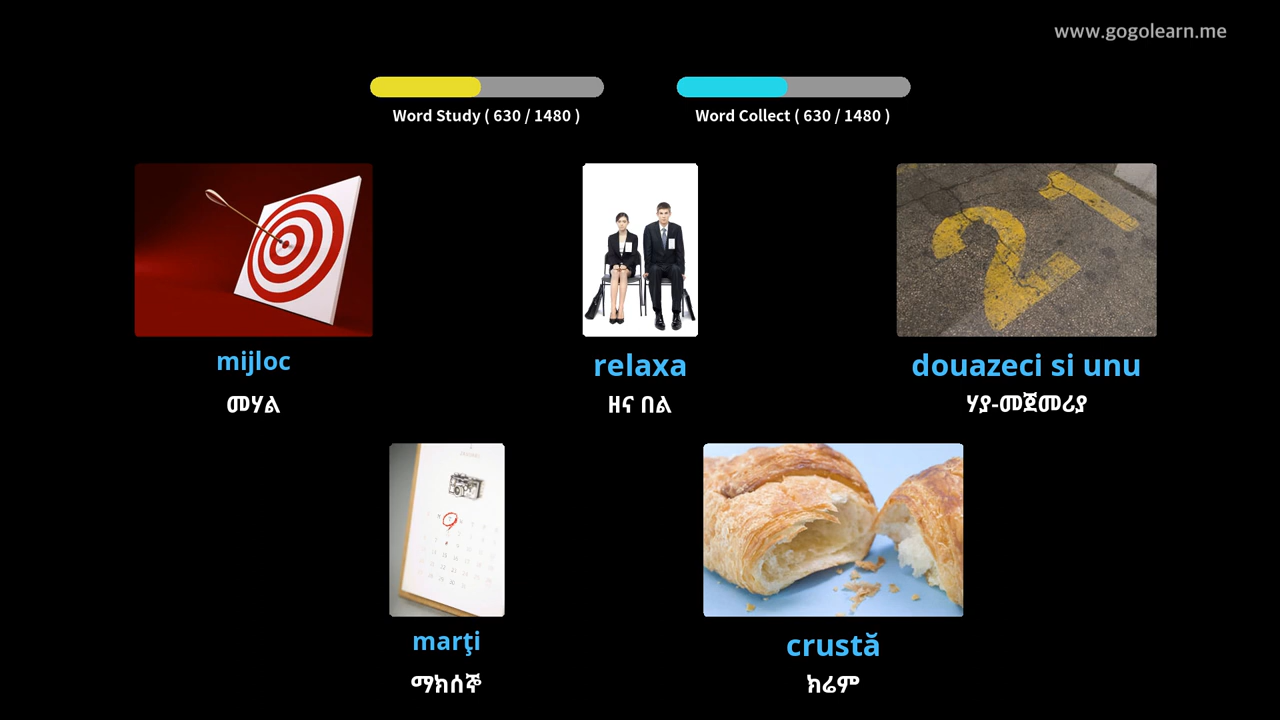 www.gogolearn.me
Word Study ( 630 / 1480 )
Word Collect ( 630 / 1480 )
21
mijloc
relaxa
douazeci si unu
መሃል
ዘና በል
ሃያ-መጀመሪያ
marţi
crustă
ማክሰኞ
ክሬም